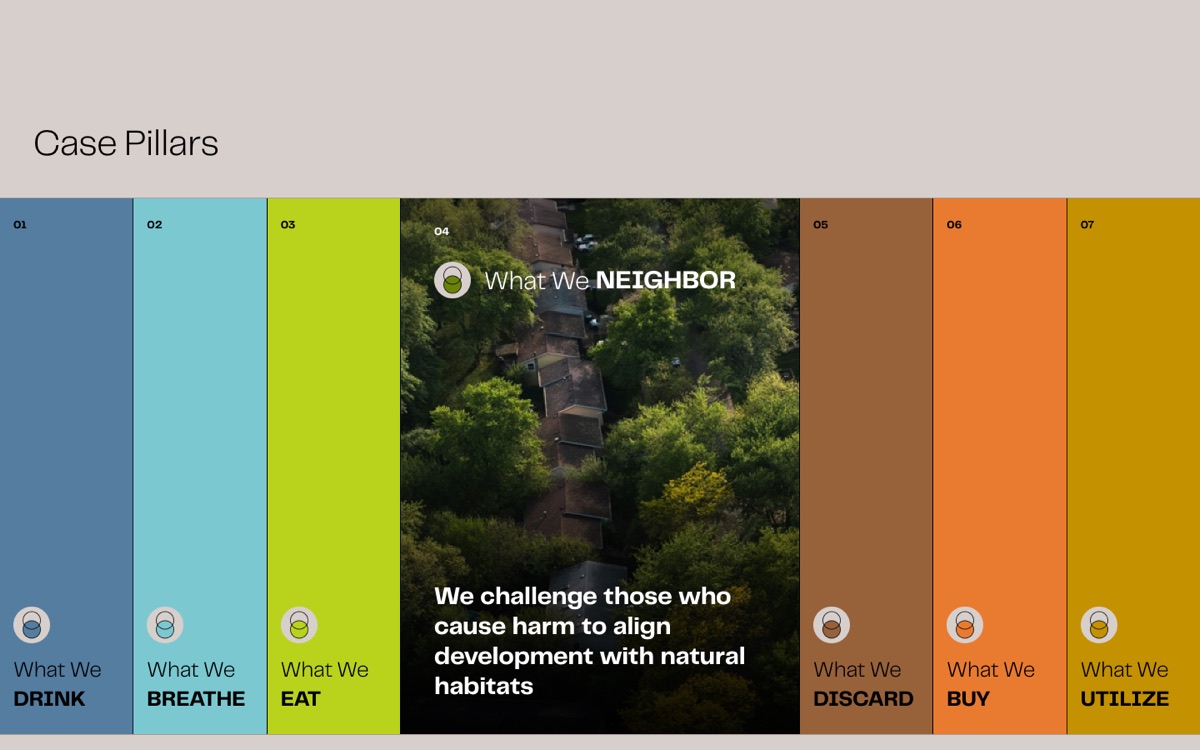 Case Pillars
01
What We
DRINK
02
What We
BREATHE
03
What We
EAT
04
What We NEIGHBOR
We challenge those who
cause harm to align
development with natural
habitats
05
What We
DISCARD
06
What We
BUY
07
What We
UTILIZE